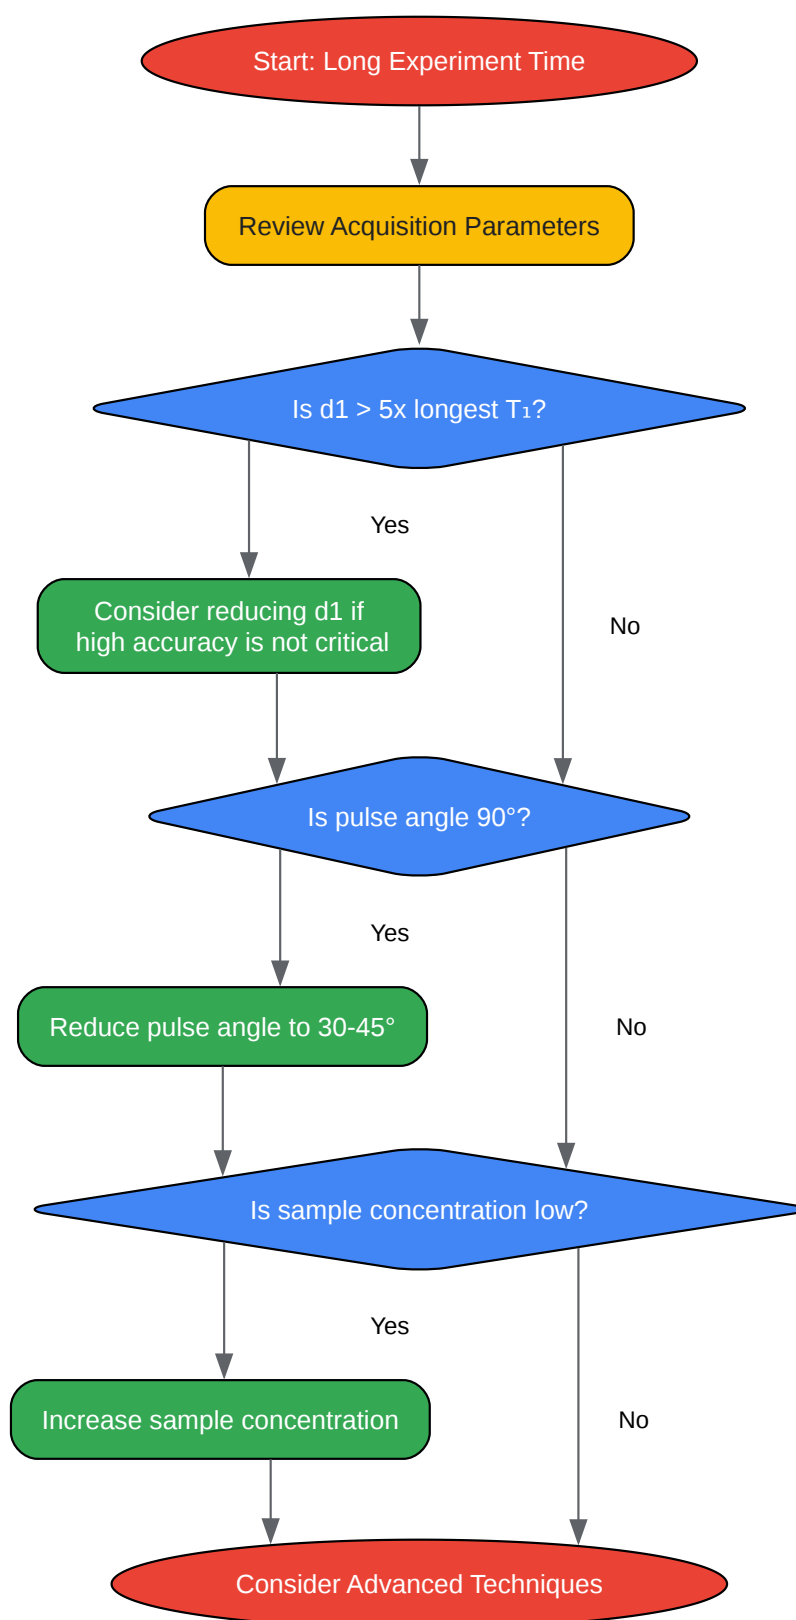 Start: Long Experiment Time
Review Acquisition Parameters
Is d1 > 5x longest T₁?
Yes
Consider reducing d1 if
high accuracy is not critical
No
Is pulse angle 90°?
Yes
Reduce pulse angle to 30-45°
No
Is sample concentration low?
Yes
Increase sample concentration
No
Consider Advanced Techniques